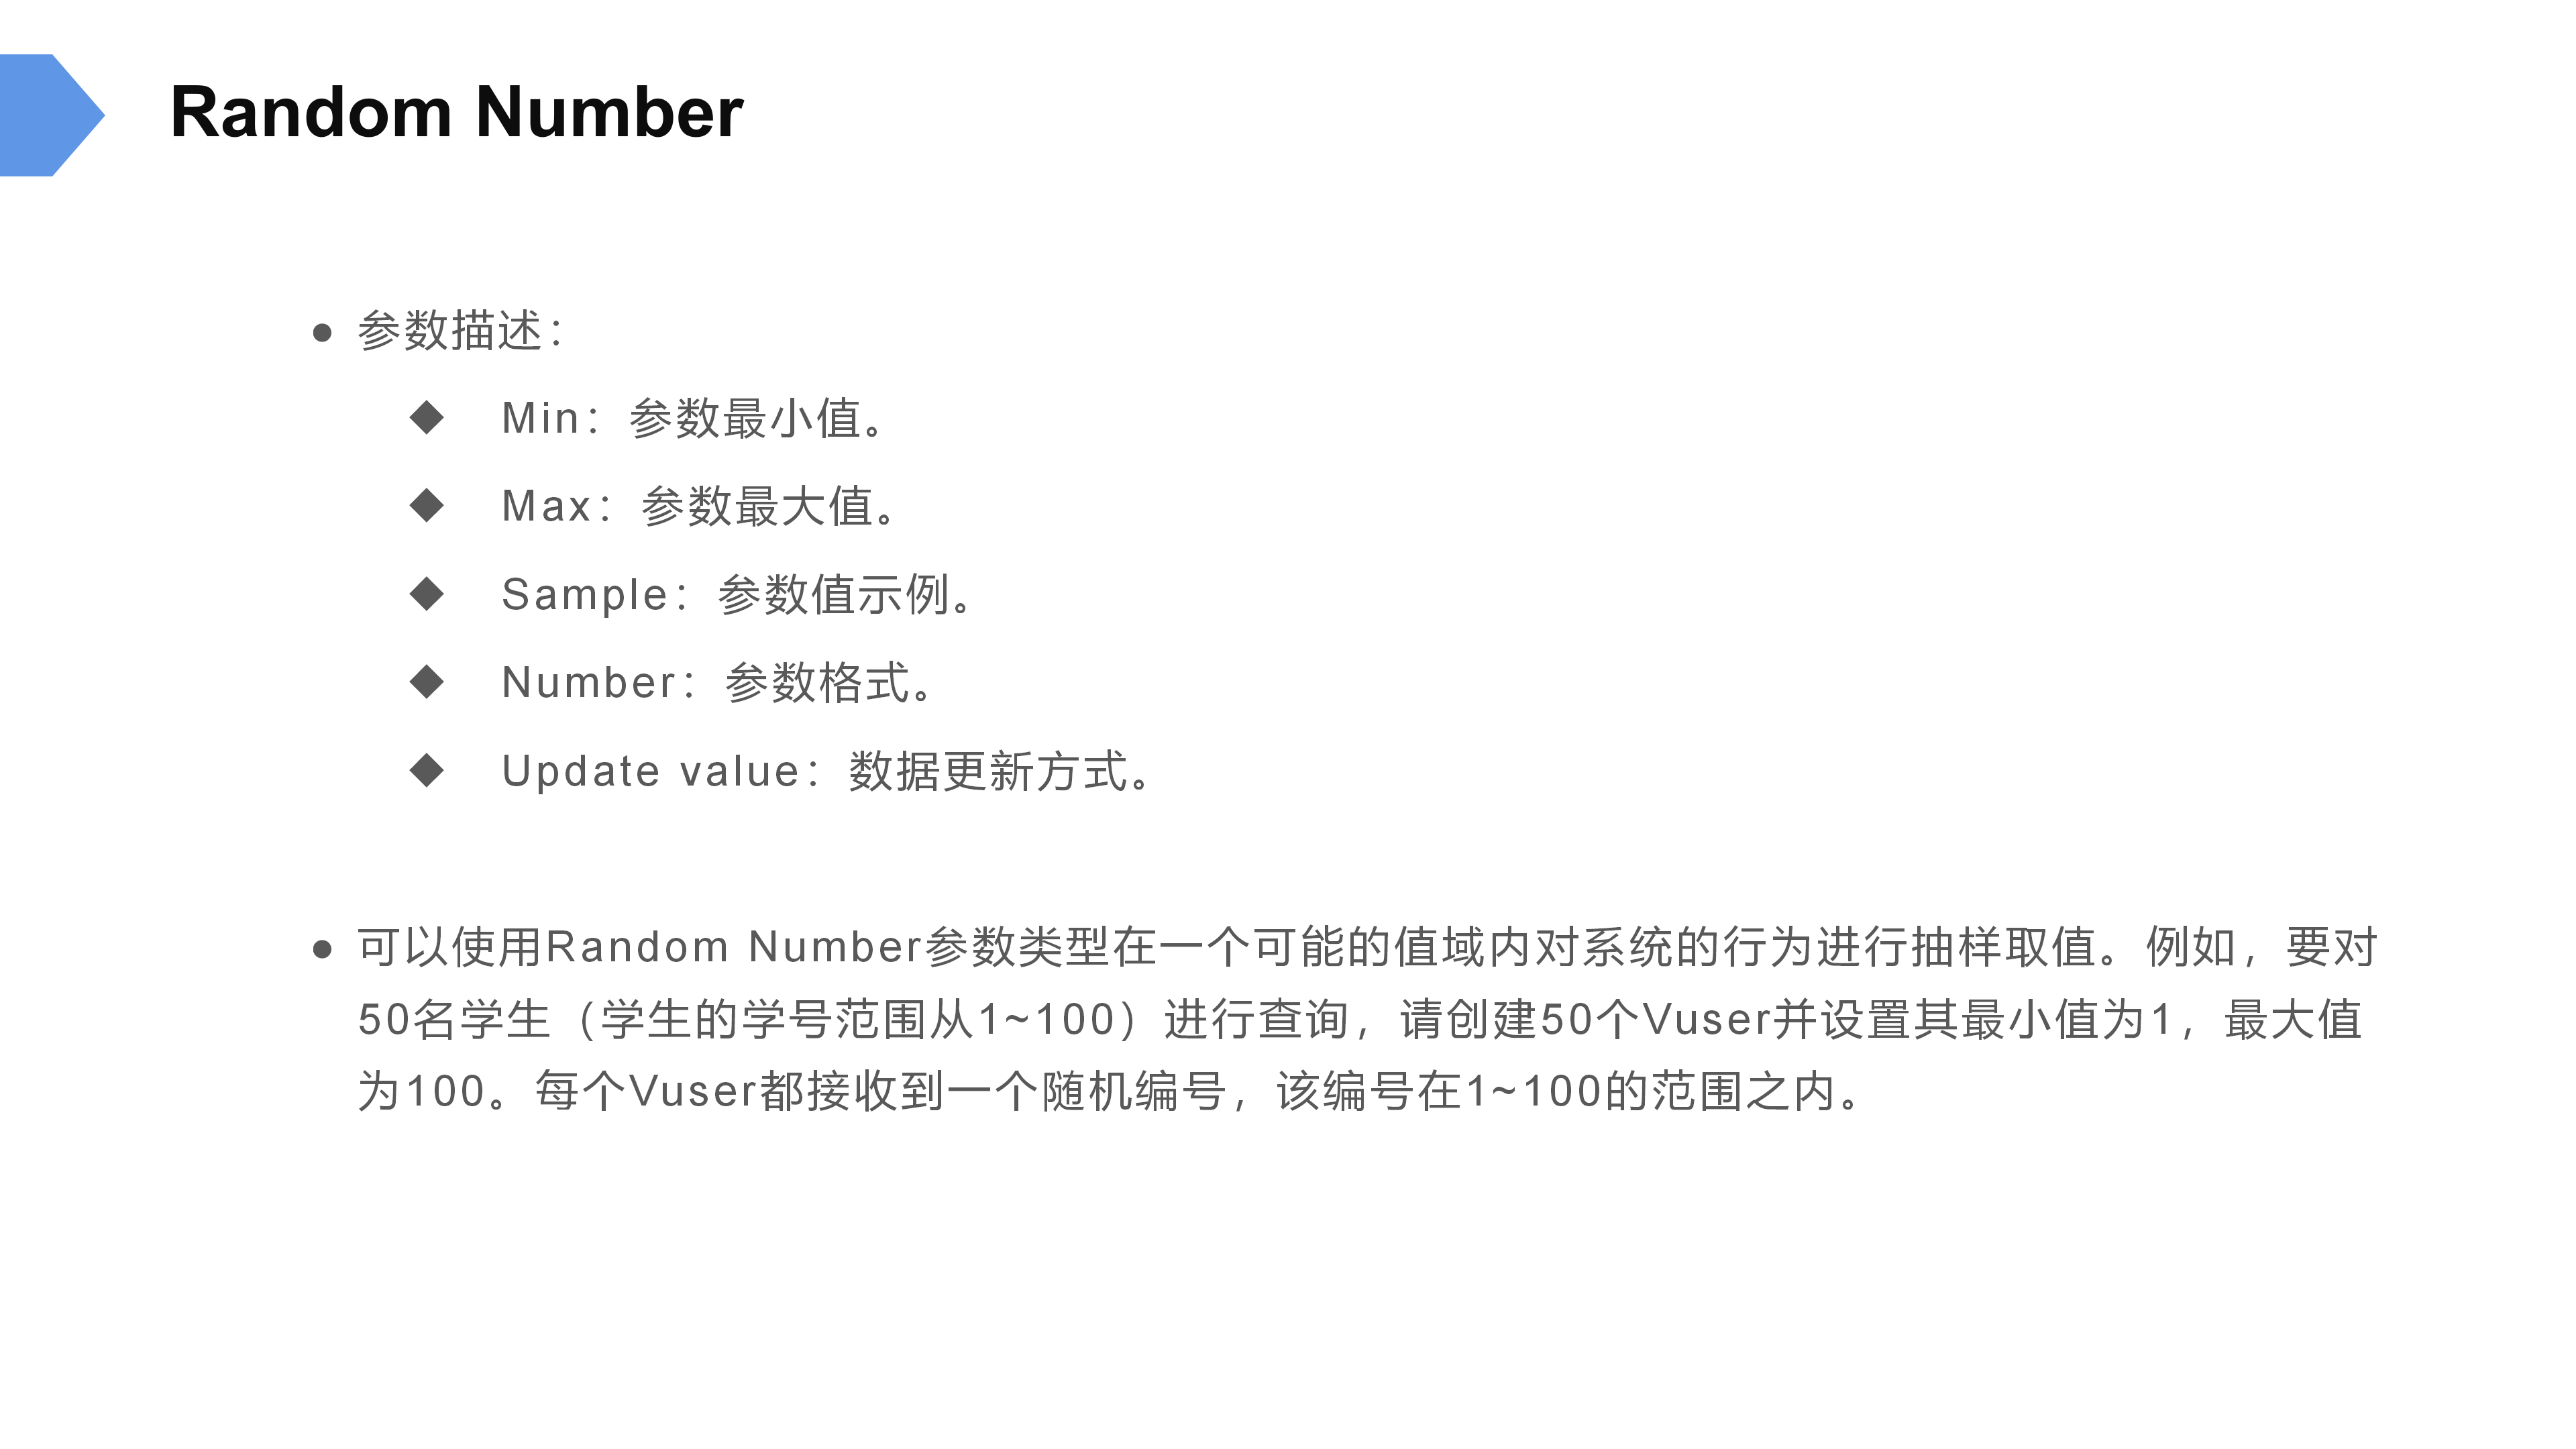 Random Number
● 参数描述：
◆ Min：参数最小值。
◆ Max：参数最大值。
◆ Sample：参数值示例。
◆ Number：参数格式。
◆ Update value：数据更新方式。
● 可以使用Random Number参数类型在一个可能的值域内对系统的行为进行抽样取值。例如，要对
50名学生（学生的学号范围从1~100）进行查询，请创建50个Vuser并设置其最小值为1，最大值
为100。每个Vuser都接收到一个随机编号，该编号在1~100的范围之内。